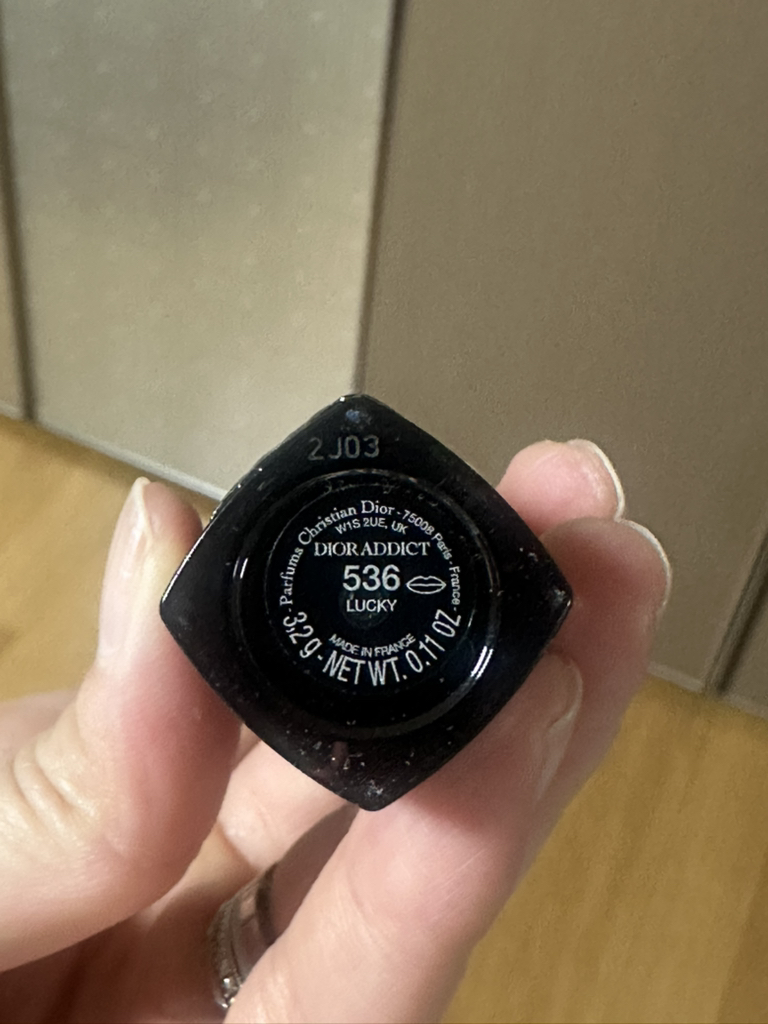 2J03
Parfums Christian Dior - 75008 Paris - France -
W1S 2UE, UK
DIOR ADDICT
536
LUCKY
MADE IN FRANCE
3,2 g - NET WT. 0.11 OZ